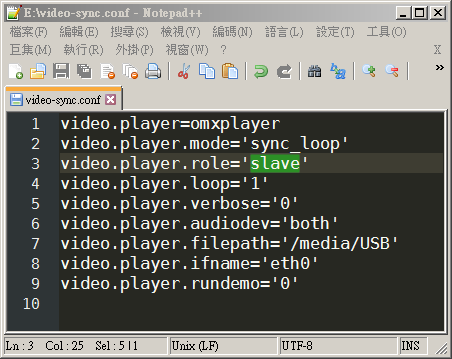 E:\video-sync.conf - Notepad++
檔案(F) 編輯(E) 搜尋(S) 檢視(V) 編碼(N) 語言(L) 設定(T) 工具(O)
巨集(M) 執行(R) 外掛(P) 視窗(W) ? X
video-sync.conf
1 video.player=omxplayer
2 video.player.mode='sync_loop'
3 video.player.role='slave'
4 video.player.loop='1'
5 video.player.verbose='0'
6 video.player.audiodev='both'
7 video.player.filepath='/media/USB'
8 video.player.ifname='eth0'
9 video.player.rundemo='0'
10
Ln : 3 Col : 25 Sel : 5 | 1 Unix (LF) UTF-8 INS